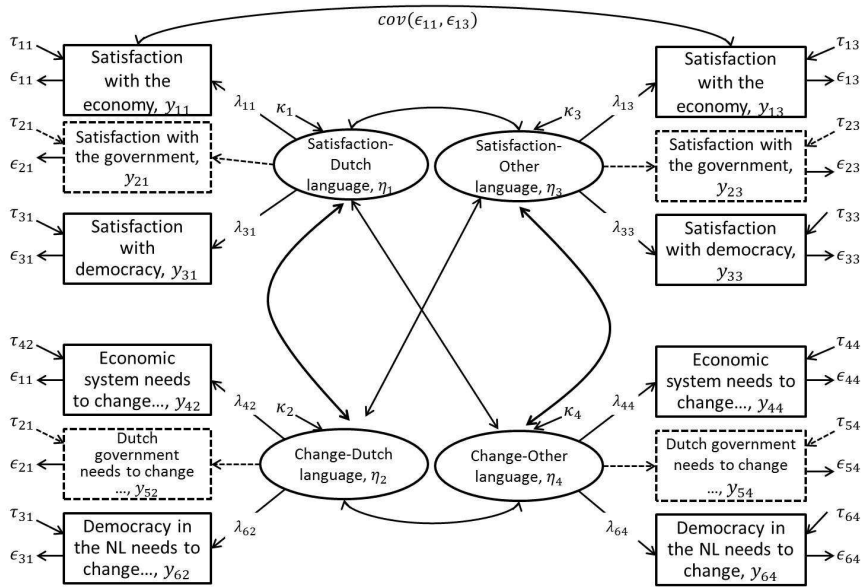 cov(ϵ₁₁, ϵ₁₃)
τ₁₁
ϵ₁₁
Satisfaction
with the
economy, y₁₁
λ₁₁
κ₁
τ₂₁
ϵ₂₁
Satisfaction with
the government,
y₂₁
Satisfaction-
Dutch
language, η₁
τ₃₁
ϵ₃₁
Satisfaction
with
democracy, y₃₁
λ₃₁
κ₃
λ₁₃
Satisfaction
with the
economy, y₁₃
τ₁₃
ϵ₁₃
Satisfaction-
Other
language, η₃
Satisfaction with
the government,
y₂₃
τ₂₃
ϵ₂₃
λ₃₃
Satisfaction
with democracy,
y₃₃
τ₃₃
ϵ₃₃
τ₄₂
ϵ₁₁
Economic
system needs
to change…, y₄₂
λ₄₂
κ₂
τ₂₁
ϵ₂₁
Dutch
government
needs to change
…, y₅₂
Change-Dutch
language, η₂
τ₃₁
ϵ₃₁
Democracy in
the NL needs to
change…, y₆₂
λ₆₂
κ₄
λ₄₄
Economic
system needs to
change…, y₄₄
τ₄₄
ϵ₄₄
Change-Other
language, η₄
Dutch government
needs to change
…, y₅₄
τ₅₄
ϵ₅₄
λ₆₄
Democracy in
the NL needs to
change, y₆₄
τ₆₄
ϵ₆₄